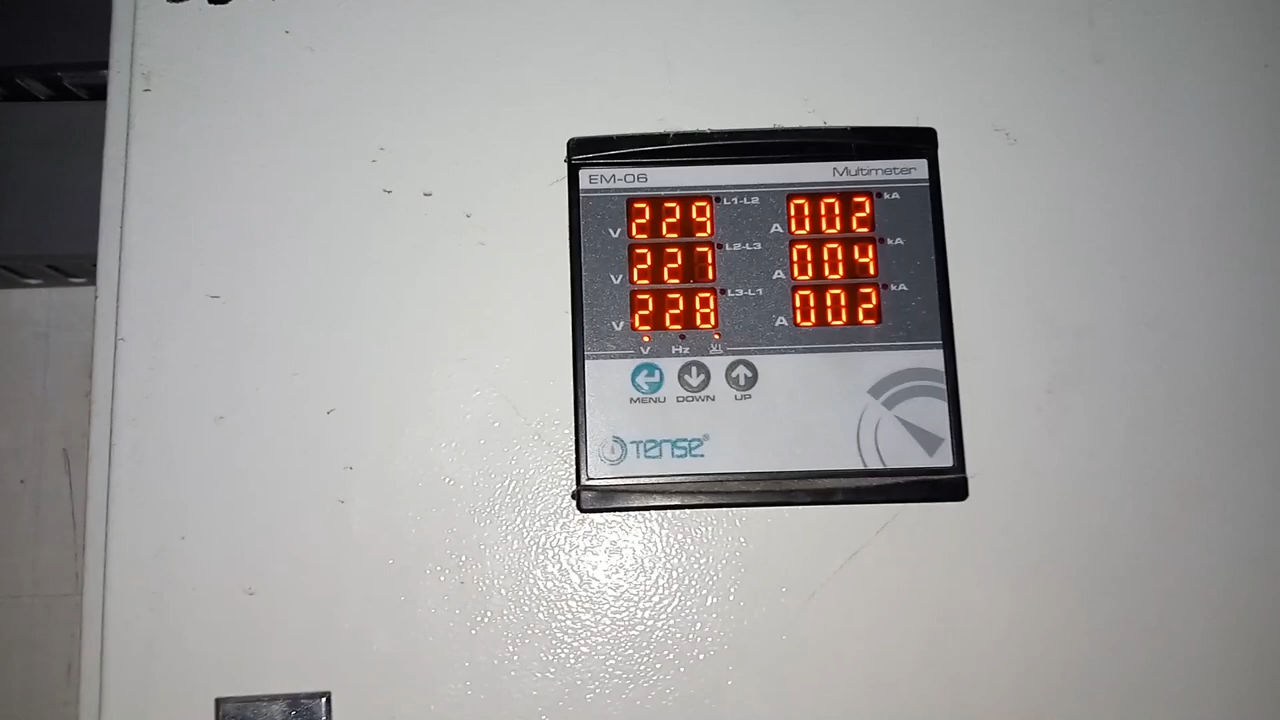 EM-06 Multimeter
V 229 L1-L2 A 002 kA
V 227 L2-L3 A 004 kA
V 228 L3-L1 A 002 kA
V Hz
MENU DOWN UP
TENSE®